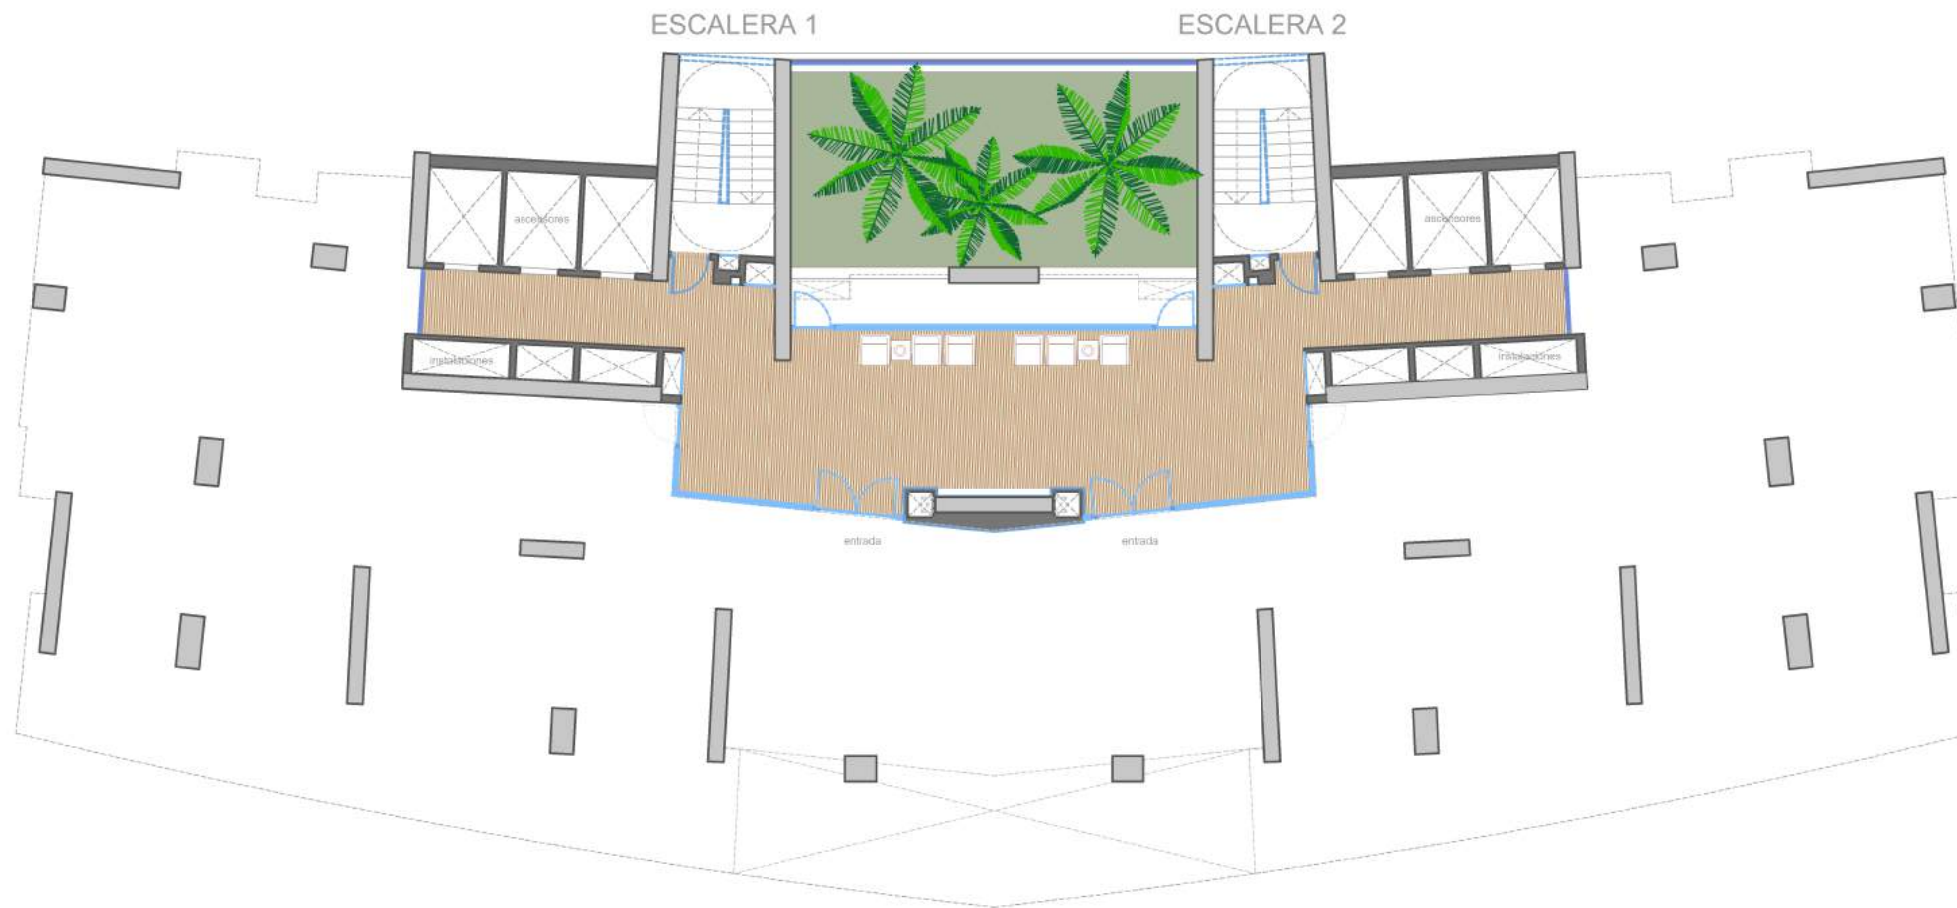 ESCALERA 1
ESCALERA 2
ascensores
ascensores
instalaciones
instalaciones
entrada
entrada